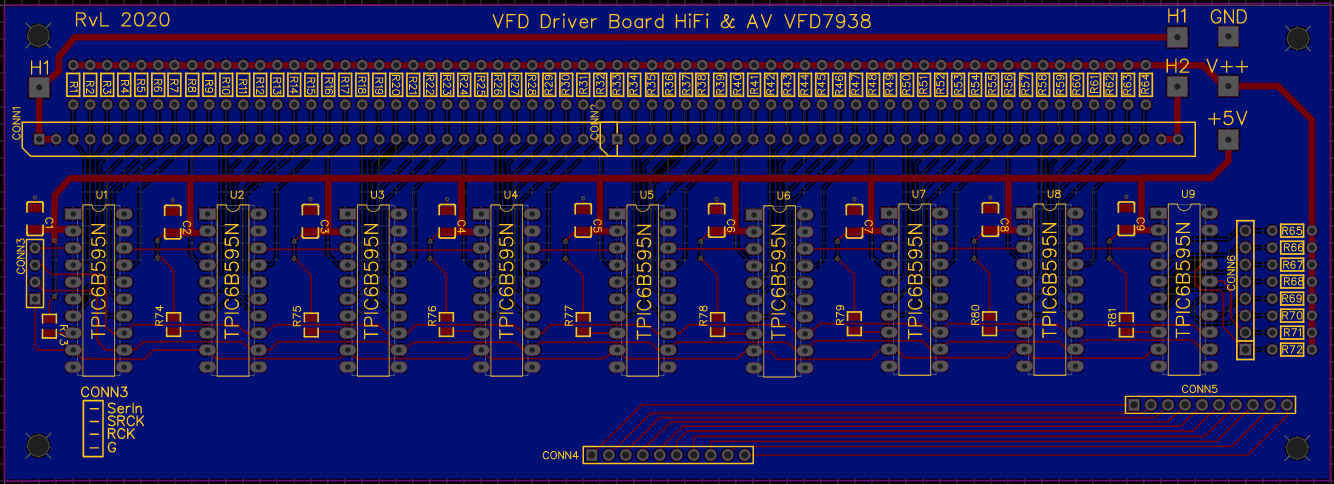 RvL 2020
VFD Driver Board HiFi & AV VFD7938
H1
GND
H1
H2
V++
R1 R2 R3 R4 R5 R6 R7 R8 R9 R10 R11 R12 R13 R14 R15 R16 R17 R18 R19 R20 R21 R22 R23 R24 R25 R26 R27 R28 R29 R30 R31 R32 R33 R34 R35 R36 R37 R38 R39 R40 R41 R42 R43 R44 R45 R46 R47 R48 R49 R50 R51 R52 R53 R54 R55 R56 R57 R58 R59 R60 R61 R62 R63 R64
CONN1
+5V
U1 U2 U3 U4 U5 U6 U7 U8 U9
C1 C2 C3 C4 C5 C6 C7 C8 C9
TPIC6B595N TPIC6B595N TPIC6B595N TPIC6B595N TPIC6B595N TPIC6B595N TPIC6B595N TPIC6B595N TPIC6B595N
CONN3
CONN6
R65
R66
R67
R68
R69
R70
R71
R72
R74 R75 R76 R77 R78 R79 R80 R81
CONN3
SerIn
SRCK
RCK
G
CONN5
CONN4